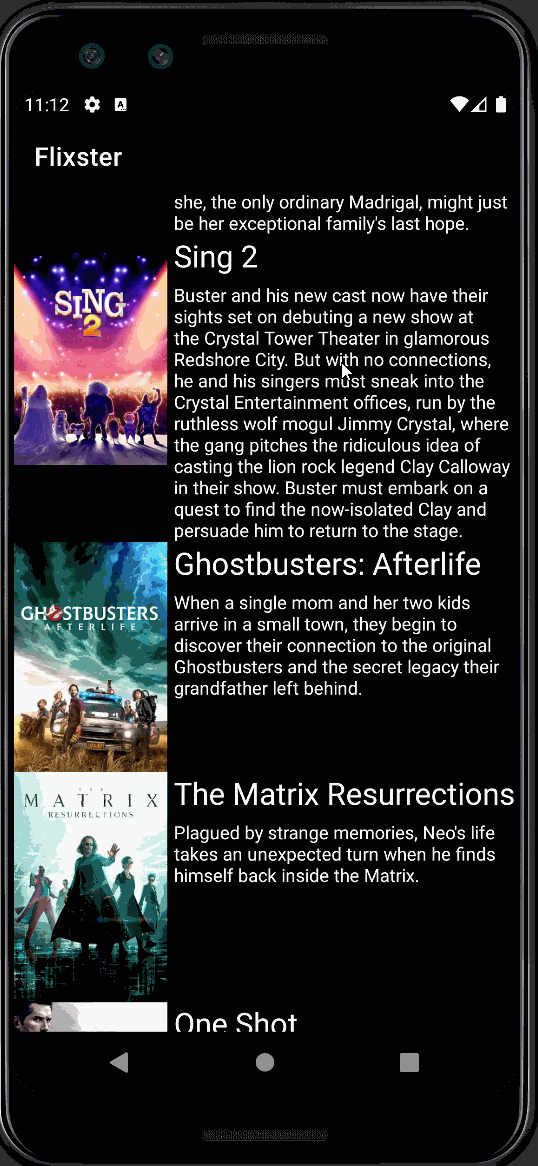 11:12
A
Flixster
she, the only ordinary Madrigal, might just
be her exceptional family's last hope.
SING
2
Sing 2
Buster and his new cast now have their
sights set on debuting a new show at
the Crystal Tower Theater in glamorous
Redshore City. But with no connections,
he and his singers must sneak into the
Crystal Entertainment offices, run by the
ruthless wolf mogul Jimmy Crystal, where
the gang pitches the ridiculous idea of
casting the lion rock legend Clay Calloway
in their show. Buster must embark on a
quest to find the now-isolated Clay and
persuade him to return to the stage.
GHOSTBUSTERS
AFTERLIFE
Ghostbusters: Afterlife
When a single mom and her two kids
arrive in a small town, they begin to
discover their connection to the original
Ghostbusters and the secret legacy their
grandfather left behind.
MATRIX
RESURRECTIONS
The Matrix Resurrections
Plagued by strange memories, Neo's life
takes an unexpected turn when he finds
himself back inside the Matrix.
One Shot